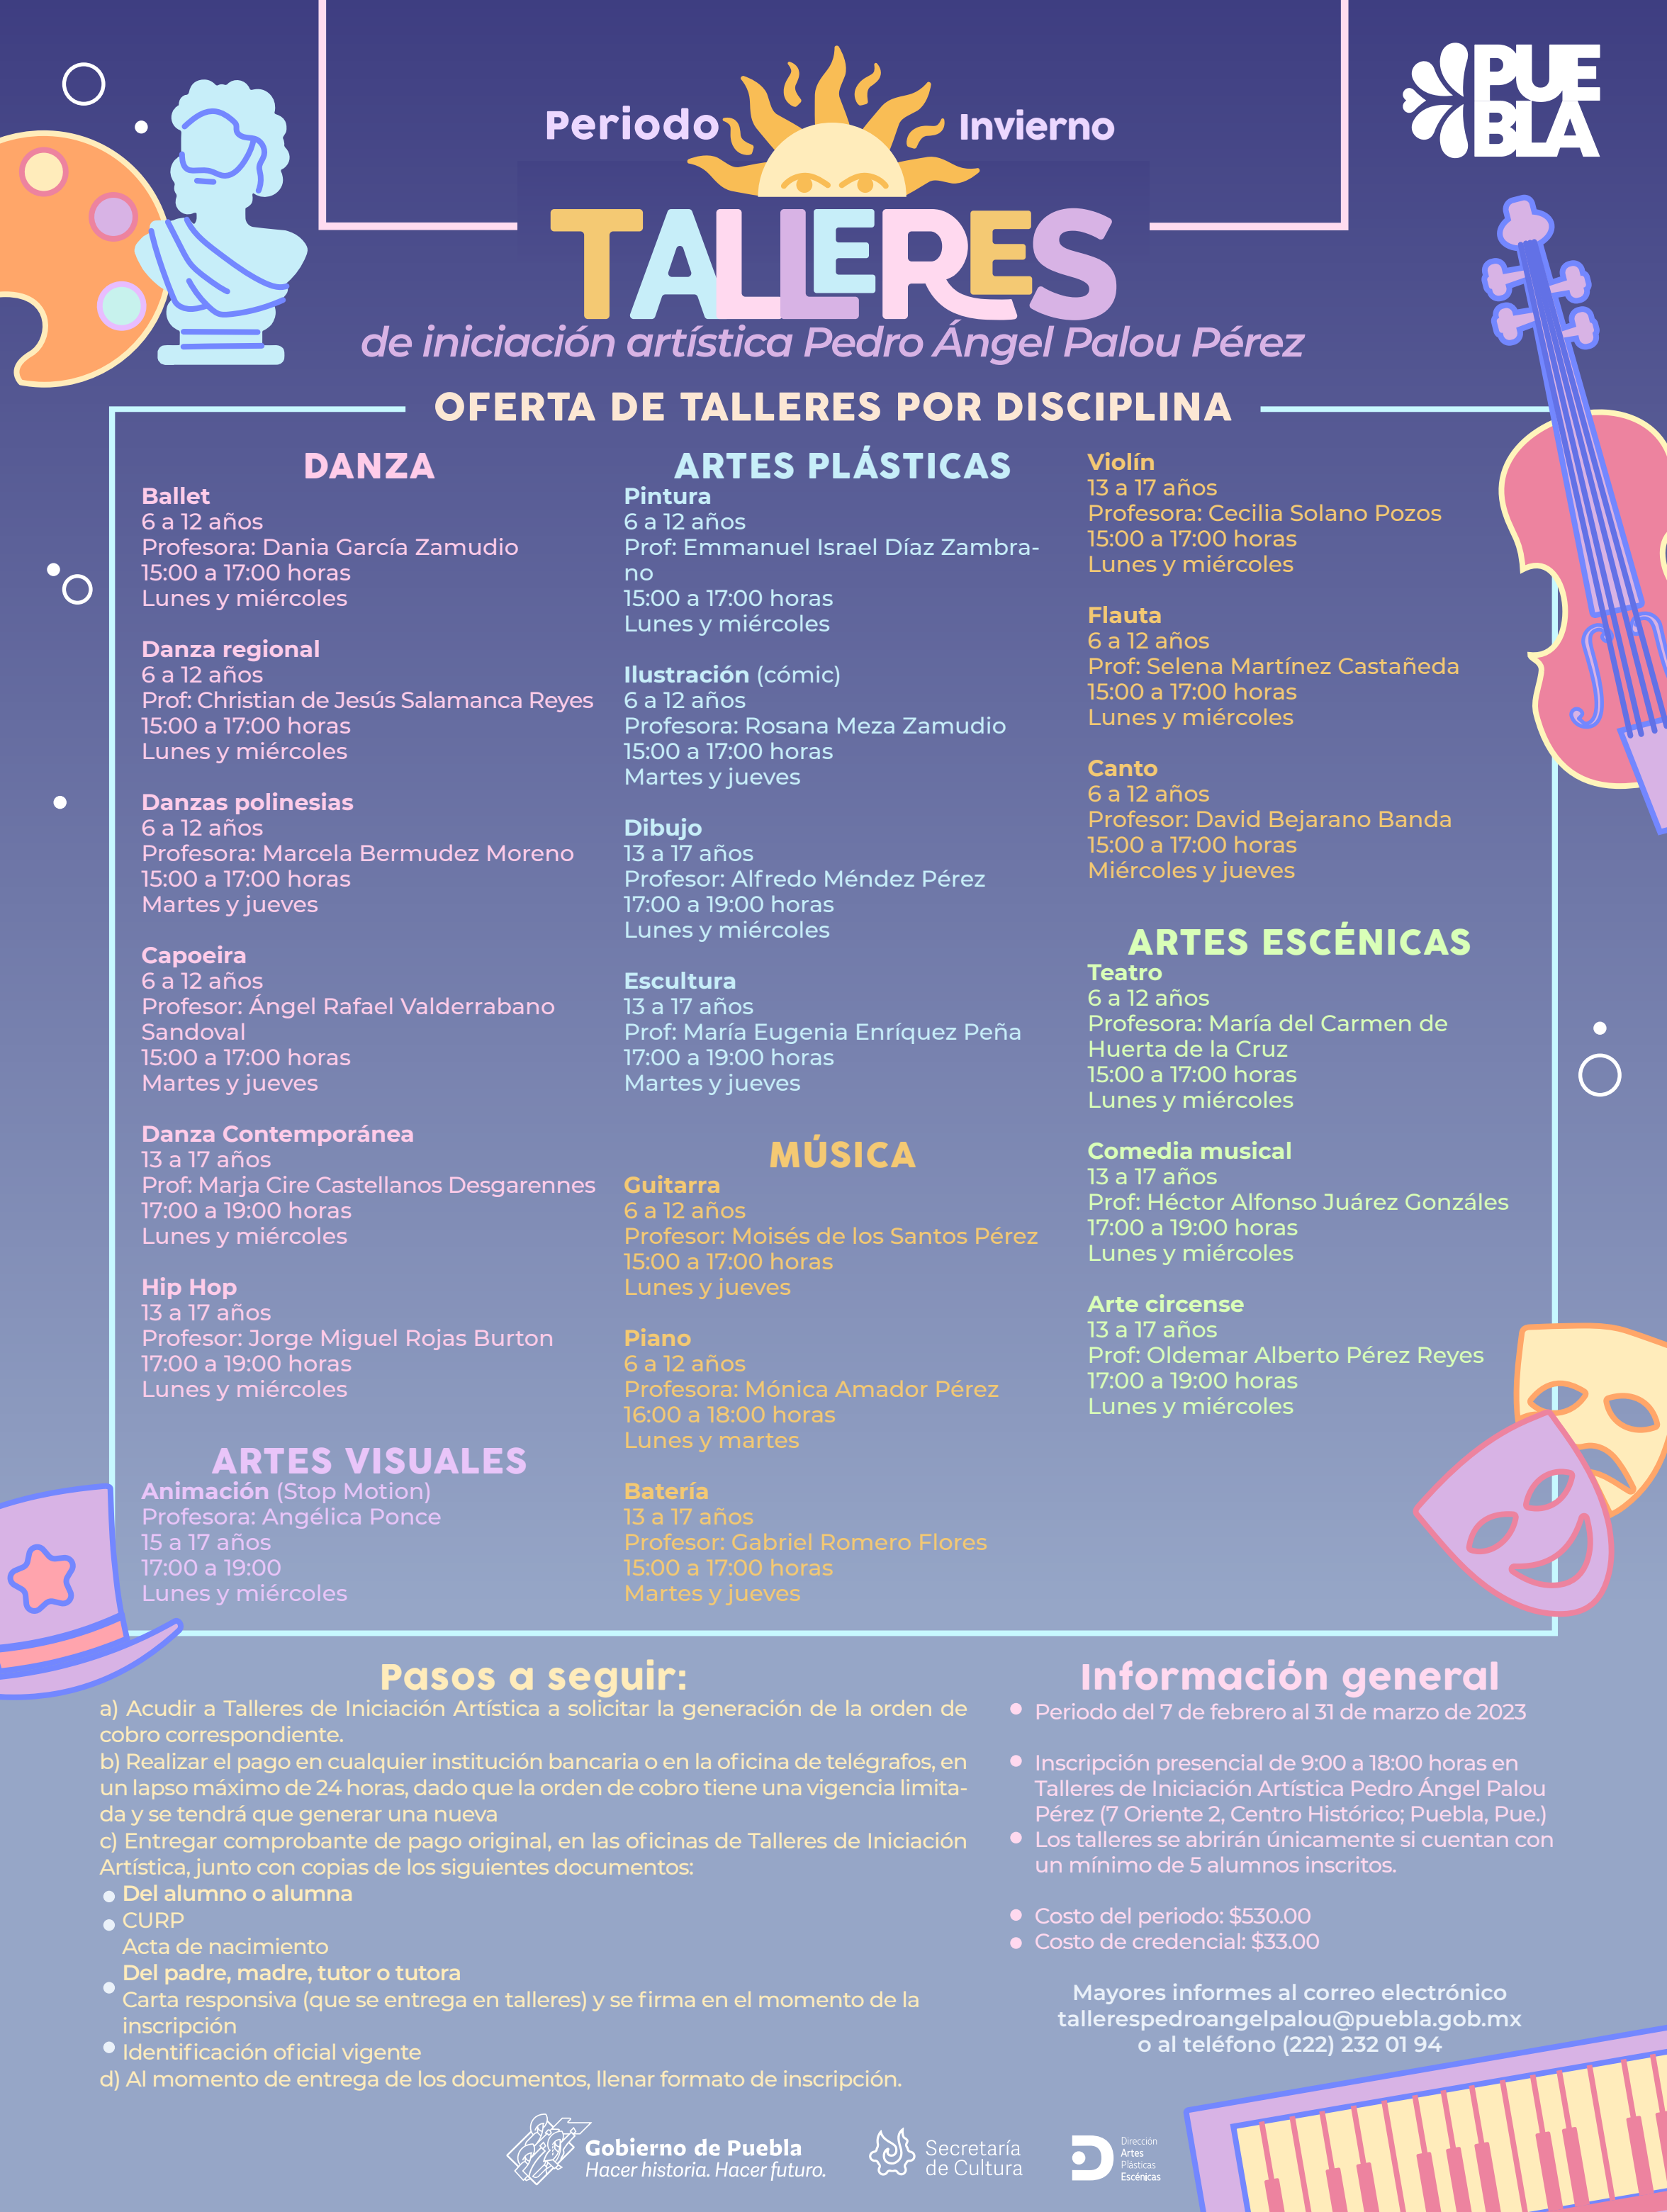 Periodo Invierno
PUE
BLA
TALLERES
de iniciación artística Pedro Ángel Palou Pérez
OFERTA DE TALLERES POR DISCIPLINA
DANZA
Ballet
6 a 12 años
Profesora: Dania García Zamudio
15:00 a 17:00 horas
Lunes y miércoles
Danza regional
6 a 12 años
Prof: Christian de Jesús Salamanca Reyes
15:00 a 17:00 horas
Lunes y miércoles
Danzas polinesias
6 a 12 años
Profesora: Marcela Bermudez Moreno
15:00 a 17:00 horas
Martes y jueves
Capoeira
6 a 12 años
Profesor: Ángel Rafael Valderrabano
Sandoval
15:00 a 17:00 horas
Martes y jueves
Danza Contemporánea
13 a 17 años
Prof: Marja Cire Castellanos Desgarennes
17:00 a 19:00 horas
Lunes y miércoles
Hip Hop
13 a 17 años
Profesor: Jorge Miguel Rojas Burton
17:00 a 19:00 horas
Lunes y miércoles
ARTES VISUALES
Animación (Stop Motion)
Profesora: Angélica Ponce
15 a 17 años
17:00 a 19:00
Lunes y miércoles
ARTES PLÁSTICAS
Pintura
6 a 12 años
Prof: Emmanuel Israel Díaz Zambra-
no
15:00 a 17:00 horas
Lunes y miércoles
Ilustración (cómic)
6 a 12 años
Profesora: Rosana Meza Zamudio
15:00 a 17:00 horas
Martes y jueves
Dibujo
13 a 17 años
Profesor: Alfredo Méndez Pérez
17:00 a 19:00 horas
Lunes y miércoles
Escultura
13 a 17 años
Prof: María Eugenia Enríquez Peña
17:00 a 19:00 horas
Martes y jueves
MÚSICA
Guitarra
6 a 12 años
Profesor: Moisés de los Santos Pérez
15:00 a 17:00 horas
Lunes y jueves
Piano
6 a 12 años
Profesora: Mónica Amador Pérez
16:00 a 18:00 horas
Lunes y martes
Batería
13 a 17 años
Profesor: Gabriel Romero Flores
15:00 a 17:00 horas
Martes y jueves
Violín
13 a 17 años
Profesora: Cecilia Solano Pozos
15:00 a 17:00 horas
Lunes y miércoles
Flauta
6 a 12 años
Prof: Selena Martínez Castañeda
15:00 a 17:00 horas
Lunes y miércoles
Canto
6 a 12 años
Profesor: David Bejarano Banda
15:00 a 17:00 horas
Miércoles y jueves
ARTES ESCÉNICAS
Teatro
6 a 12 años
Profesora: María del Carmen de
Huerta de la Cruz
15:00 a 17:00 horas
Lunes y miércoles
Comedia musical
13 a 17 años
Prof: Héctor Alfonso Juárez Gonzáles
17:00 a 19:00 horas
Lunes y miércoles
Arte circense
13 a 17 años
Prof: Oldemar Alberto Pérez Reyes
17:00 a 19:00 horas
Lunes y miércoles
Pasos a seguir:
a) Acudir a Talleres de Iniciación Artística a solicitar la generación de la orden de
cobro correspondiente.
b) Realizar el pago en cualquier institución bancaria o en la oficina de telégrafos, en
un lapso máximo de 24 horas, dado que la orden de cobro tiene una vigencia limita-
da y se tendrá que generar una nueva
c) Entregar comprobante de pago original, en las oficinas de Talleres de Iniciación
Artística, junto con copias de los siguientes documentos:
• Del alumno o alumna
• CURP
Acta de nacimiento
Del padre, madre, tutor o tutora
• Carta responsiva (que se entrega en talleres) y se firma en el momento de la
inscripción
• Identificación oficial vigente
d) Al momento de entrega de los documentos, llenar formato de inscripción.
Información general
• Periodo del 7 de febrero al 31 de marzo de 2023
• Inscripción presencial de 9:00 a 18:00 horas en
Talleres de Iniciación Artística Pedro Ángel Palou
Pérez (7 Oriente 2, Centro Histórico; Puebla, Pue.)
• Los talleres se abrirán únicamente si cuentan con
un mínimo de 5 alumnos inscritos.
• Costo del periodo: $530.00
• Costo de credencial: $33.00
Mayores informes al correo electrónico
tallerespedroangelpalou@puebla.gob.mx
o al teléfono (222) 232 01 94
Gobierno de Puebla
Hacer historia. Hacer futuro.
Secretaría
de Cultura
Dirección
Artes
Plásticas
Escénicas